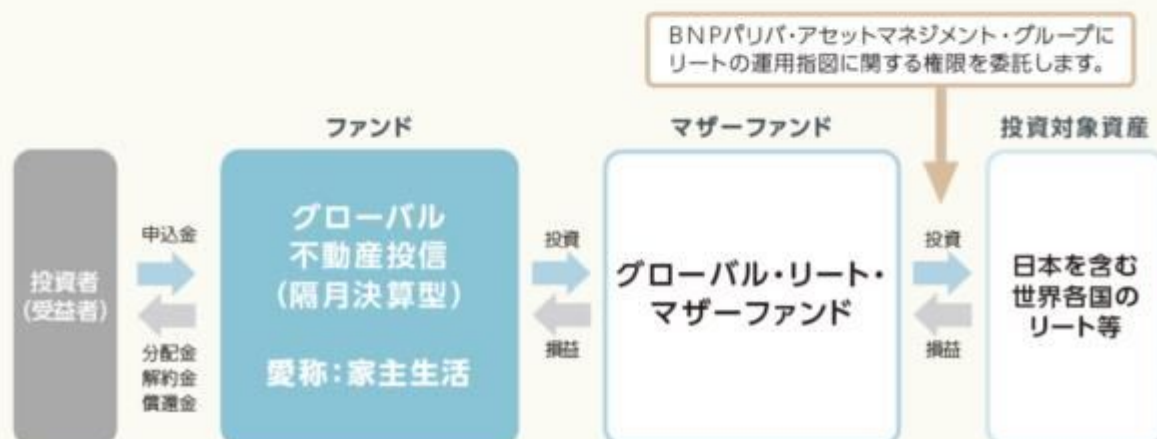 BNPパリバ・アセットマネジメント・グループに
リートの運用指図に関する権限を委託します。
ファンド
マザーファンド
投資対象資産
投資者
(受益者)
申込金
分配金
解約金
償還金
グローバル
不動産投信
(隔月決算型)
愛称:家主生活
投資
損益
グローバル・リート・
マザーファンド
投資
損益
日本を含む
世界各国の
リート等